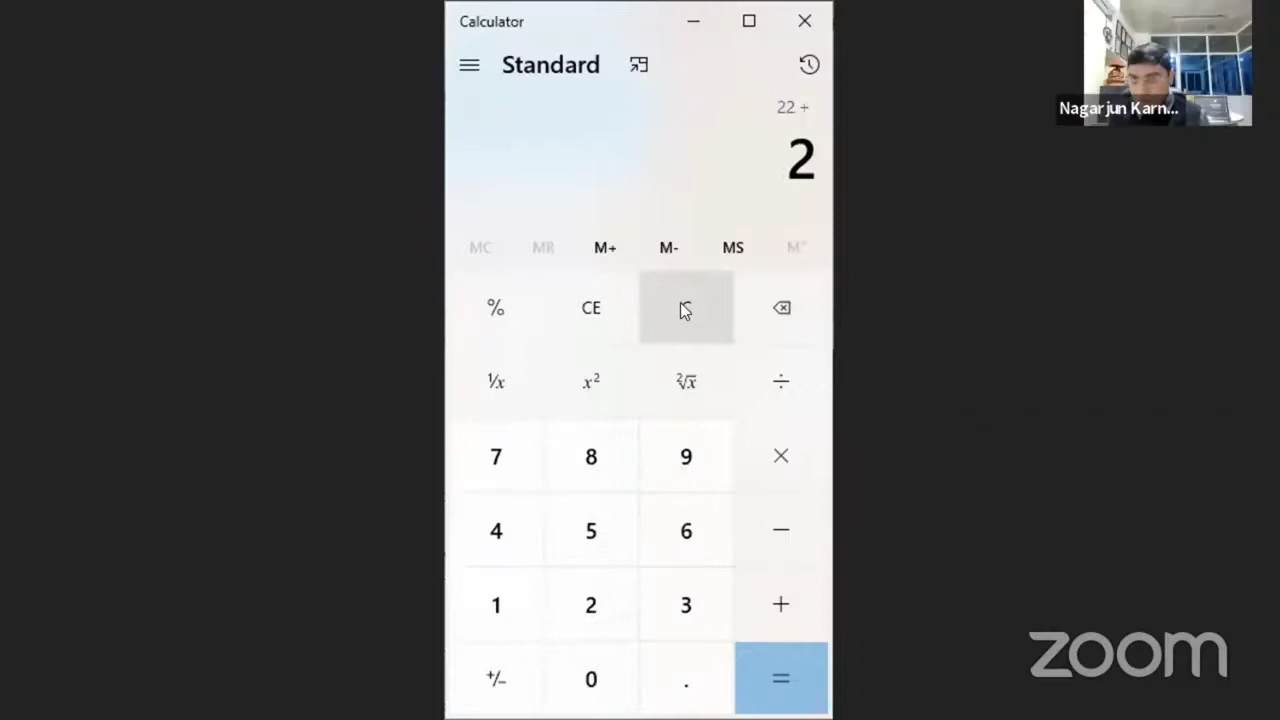 Calculator
Standard
22 +
2
MC MR M+ M- MS M˅
% CE C
¹/x x² ²√x ÷
7 8 9 ×
4 5 6 −
1 2 3 +
+/− 0 . =
Nagarjun Karn...
zoom